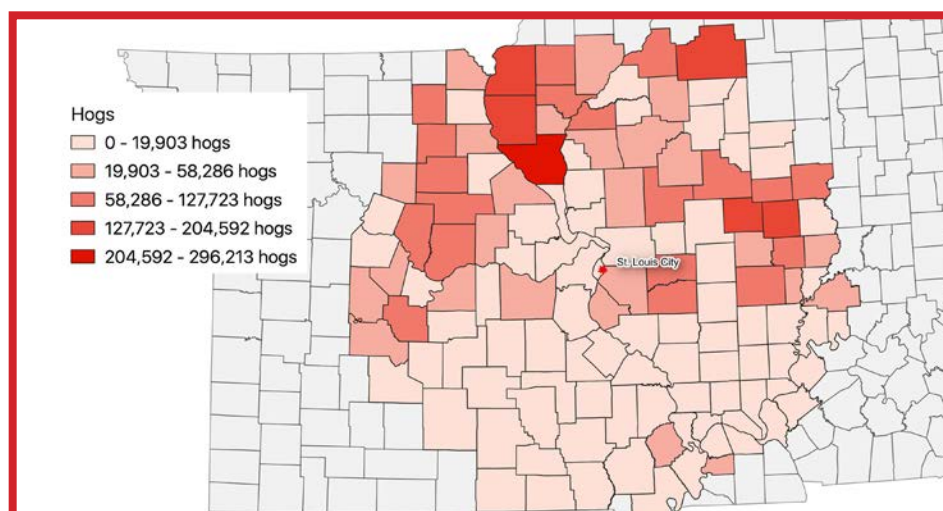 Hogs
0 - 19,903 hogs
19,903 - 58,286 hogs
58,286 - 127,723 hogs
127,723 - 204,592 hogs
204,592 - 296,213 hogs
St. Louis City